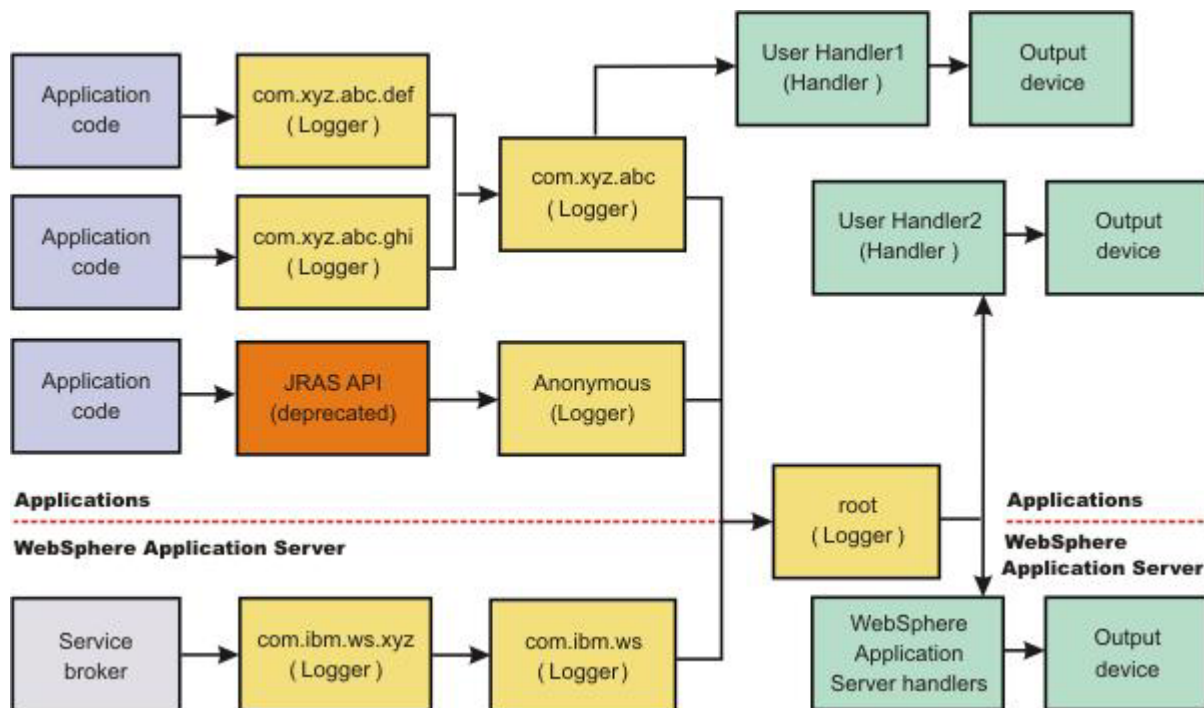 Application
code
com.xyz.abc.def
( Logger )
User Handler1
(Handler )
Output
device
com.xyz.abc
( Logger)
Application
code
com.xyz.abc.ghi
( Logger )
User Handler2
(Handler )
Output
device
Application
code
JRAS API
(deprecated)
Anonymous
(Logger)
Applications
WebSphere Application Server
root
( Logger )
Applications
WebSphere
Application Server
Service
broker
com.ibm.ws.xyz
( Logger )
com.ibm.ws
(Logger )
WebSphere
Application
Server handlers
Output
device